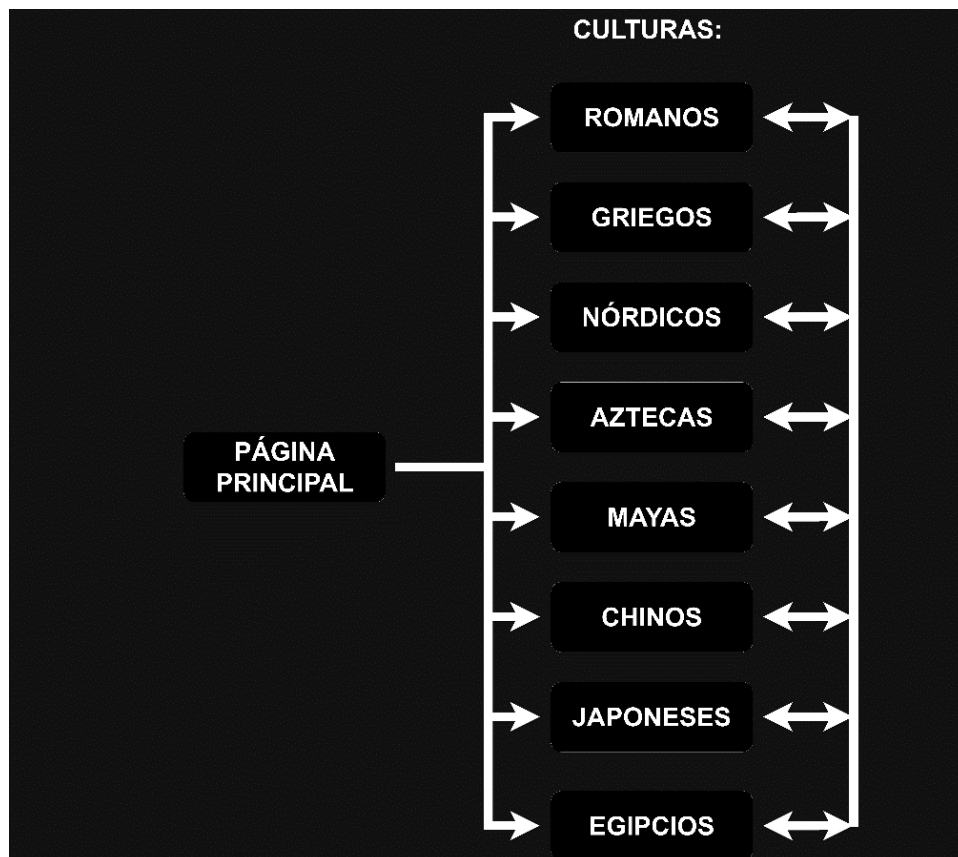 CULTURAS:
ROMANOS
GRIEGOS
NÓRDICOS
AZTECAS
PÁGINA
PRINCIPAL
MAYAS
CHINOS
JAPONESES
EGIPCIOS